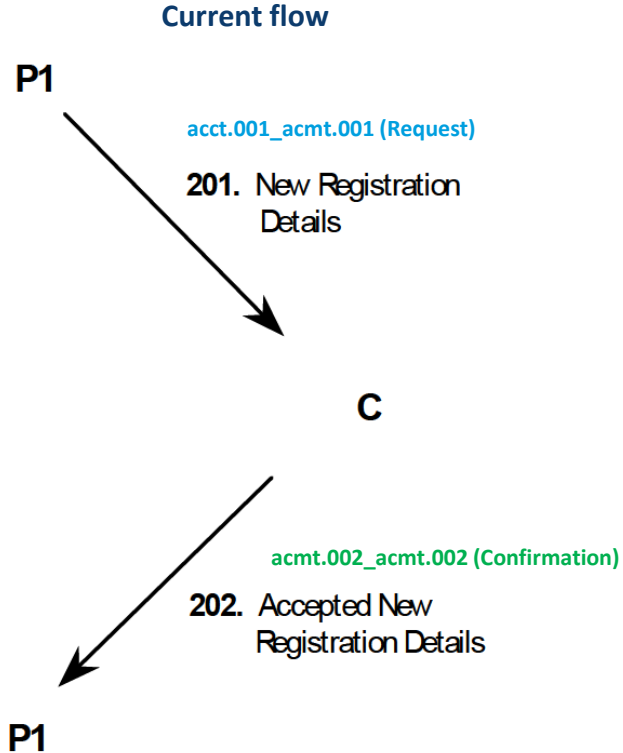 Current flow
P1
acct.001_acmt.001 (Request)
201. New Registration
Details
C
acmt.002_acmt.002 (Confirmation)
202. Accepted New
Registration Details
P1